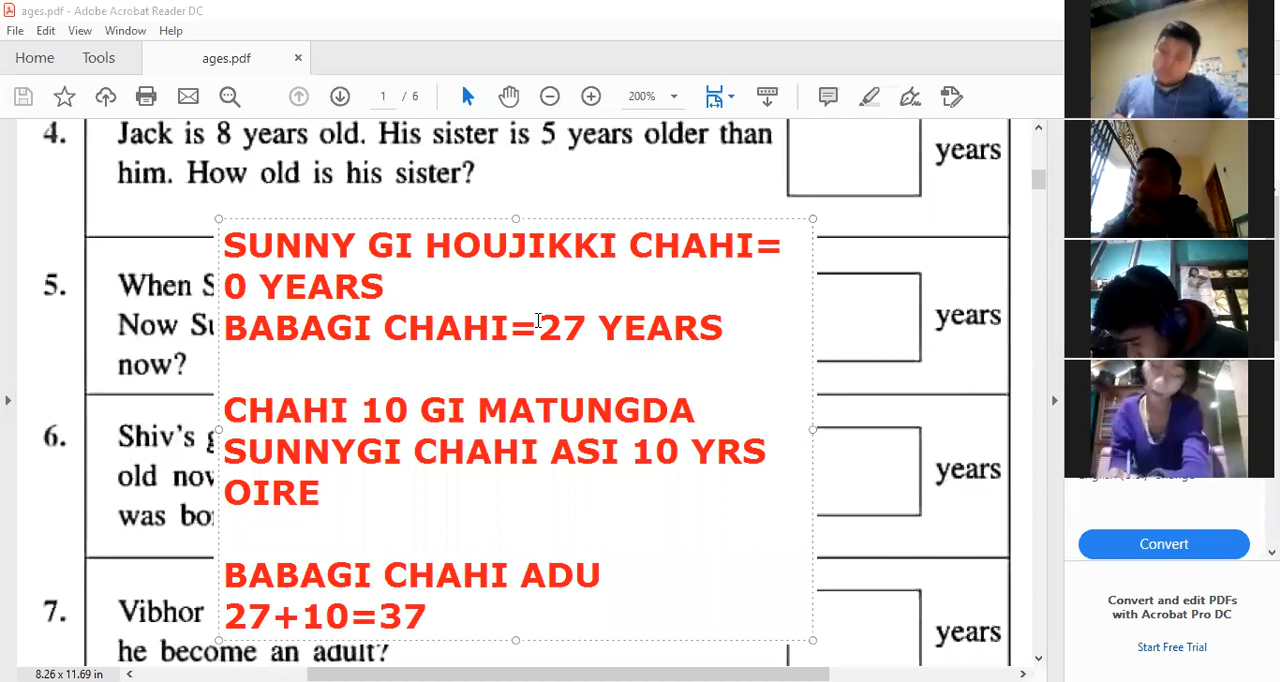 ages.pdf - Adobe Acrobat Reader DC
File Edit View Window Help
Home Tools ages.pdf ×
1 / 6 200%
4. Jack is 8 years old. His sister is 5 years older than years
him. How old is his sister?
SUNNY GI HOUJIKKI CHAHI=
0 YEARS
BABAGI CHAHI=27 YEARS
CHAHI 10 GI MATUNGDA
SUNNYGI CHAHI ASI 10 YRS
OIRE
BABAGI CHAHI ADU
27+10=37
5. When S years
Now Su
now?
6. Shiv's g years
old now
was bo
7. Vibhor years
he become an adult?
Convert
Convert and edit PDFs
with Acrobat Pro DC
Start Free Trial
8.26 x 11.69 in